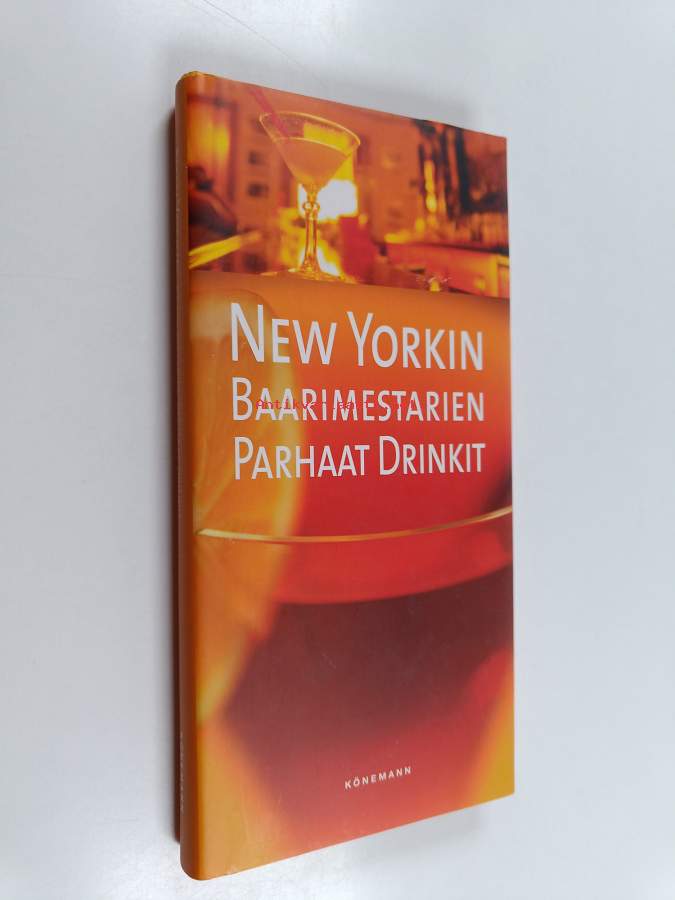 NEW YORKIN
BAARIMESTARIEN
PARHAAT DRINKIT
KÖNEMANN